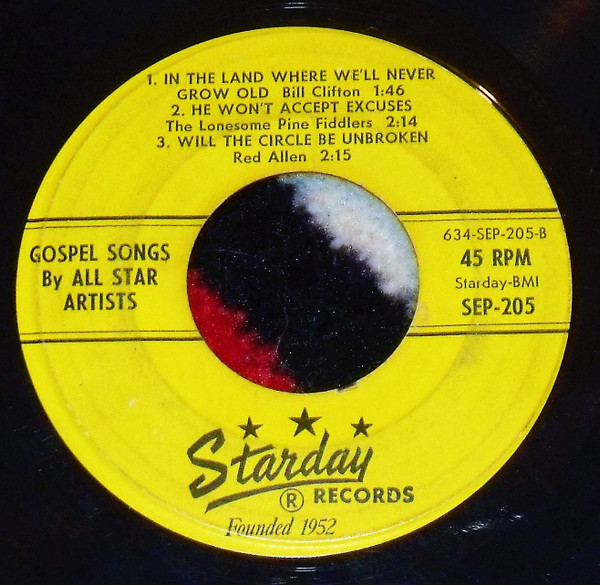 1. IN THE LAND WHERE WE'LL NEVER
GROW OLD Bill Clifton 1:46
2. HE WON'T ACCEPT EXCUSES
The Lonesome Pine Fiddlers 2:14
3. WILL THE CIRCLE BE UNBROKEN
Red Allen 2:15
GOSPEL SONGS
By ALL STAR
ARTISTS
634-SEP-205-B
45 RPM
Starday-BMI
SEP-205
Starday
® RECORDS
Founded 1952